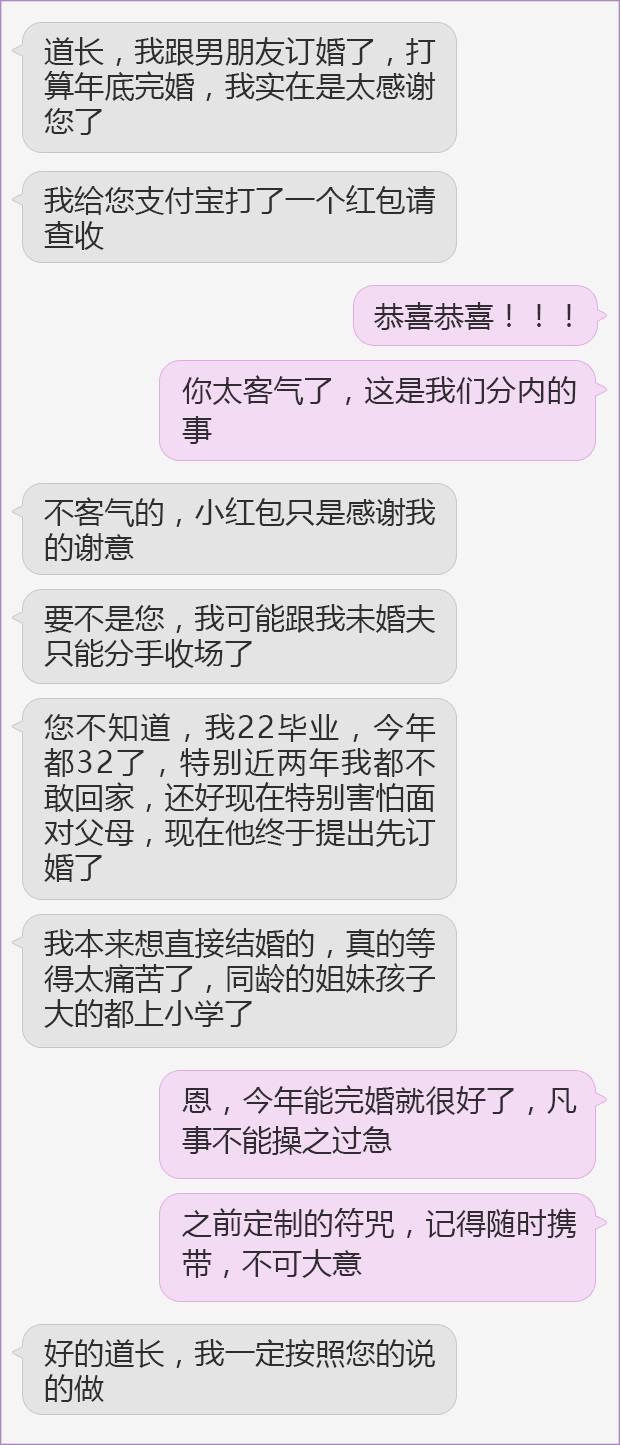 道长，我跟男朋友订婚了，打
算年底完婚，我实在是太感谢
您了
我给您支付宝打了一个红包请
查收
恭喜恭喜！！！
你太客气了，这是我们分内的
事
不客气的，小红包只是感谢我
的谢意
要不是您，我可能跟我未婚夫
只能分手收场了
您不知道，我22毕业，今年
都32了，特别近两年我都不
敢回家，还好现在特别害怕面
对父母，现在他终于提出先订
婚了
我本来想直接结婚的，真的等
得太痛苦了，同龄的姐妹孩子
大的都上小学了
恩，今年能完婚就很好了，凡
事不能操之过急
之前定制的符咒，记得随时携
带，不可大意
好的道长，我一定按照您的说
的做